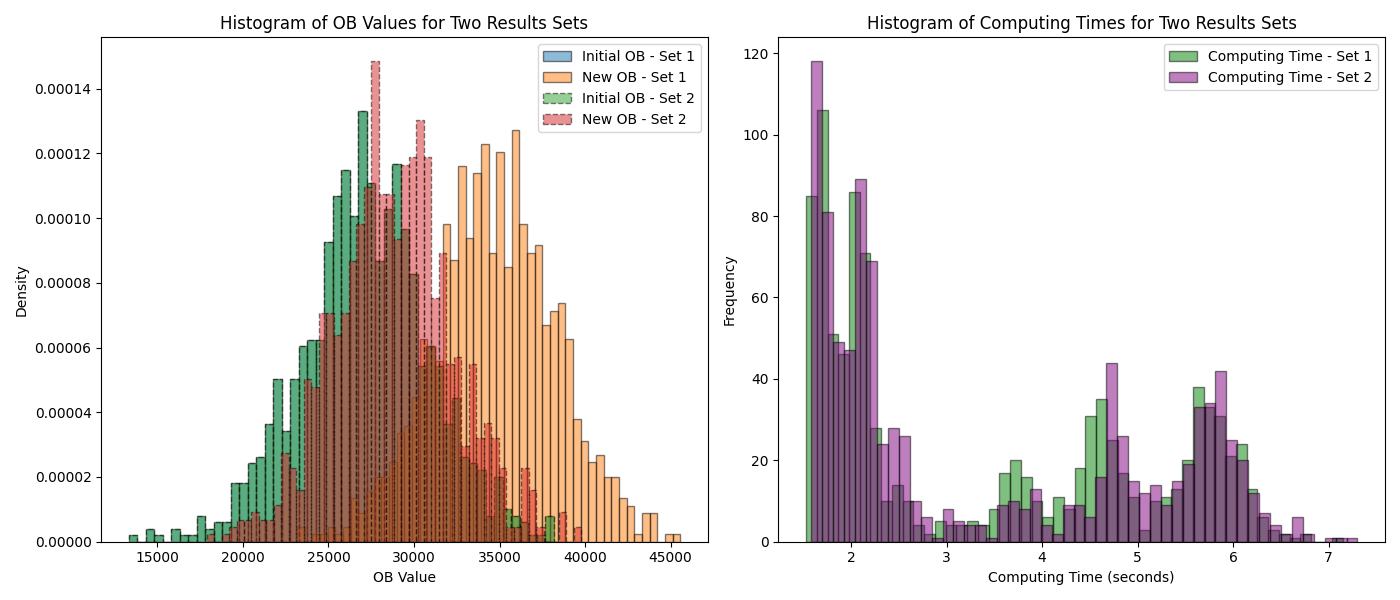 Histogram of OB Values for Two Results Sets
Initial OB - Set 1
New OB - Set 1
Initial OB - Set 2
New OB - Set 2
0.00014
0.00012
0.00010
0.00008
0.00006
0.00004
0.00002
0.00000
Density
15000 20000 25000 30000 35000 40000 45000
OB Value
Histogram of Computing Times for Two Results Sets
Computing Time - Set 1
Computing Time - Set 2
120
100
80
60
40
20
0
Frequency
2 3 4 5 6 7
Computing Time (seconds)